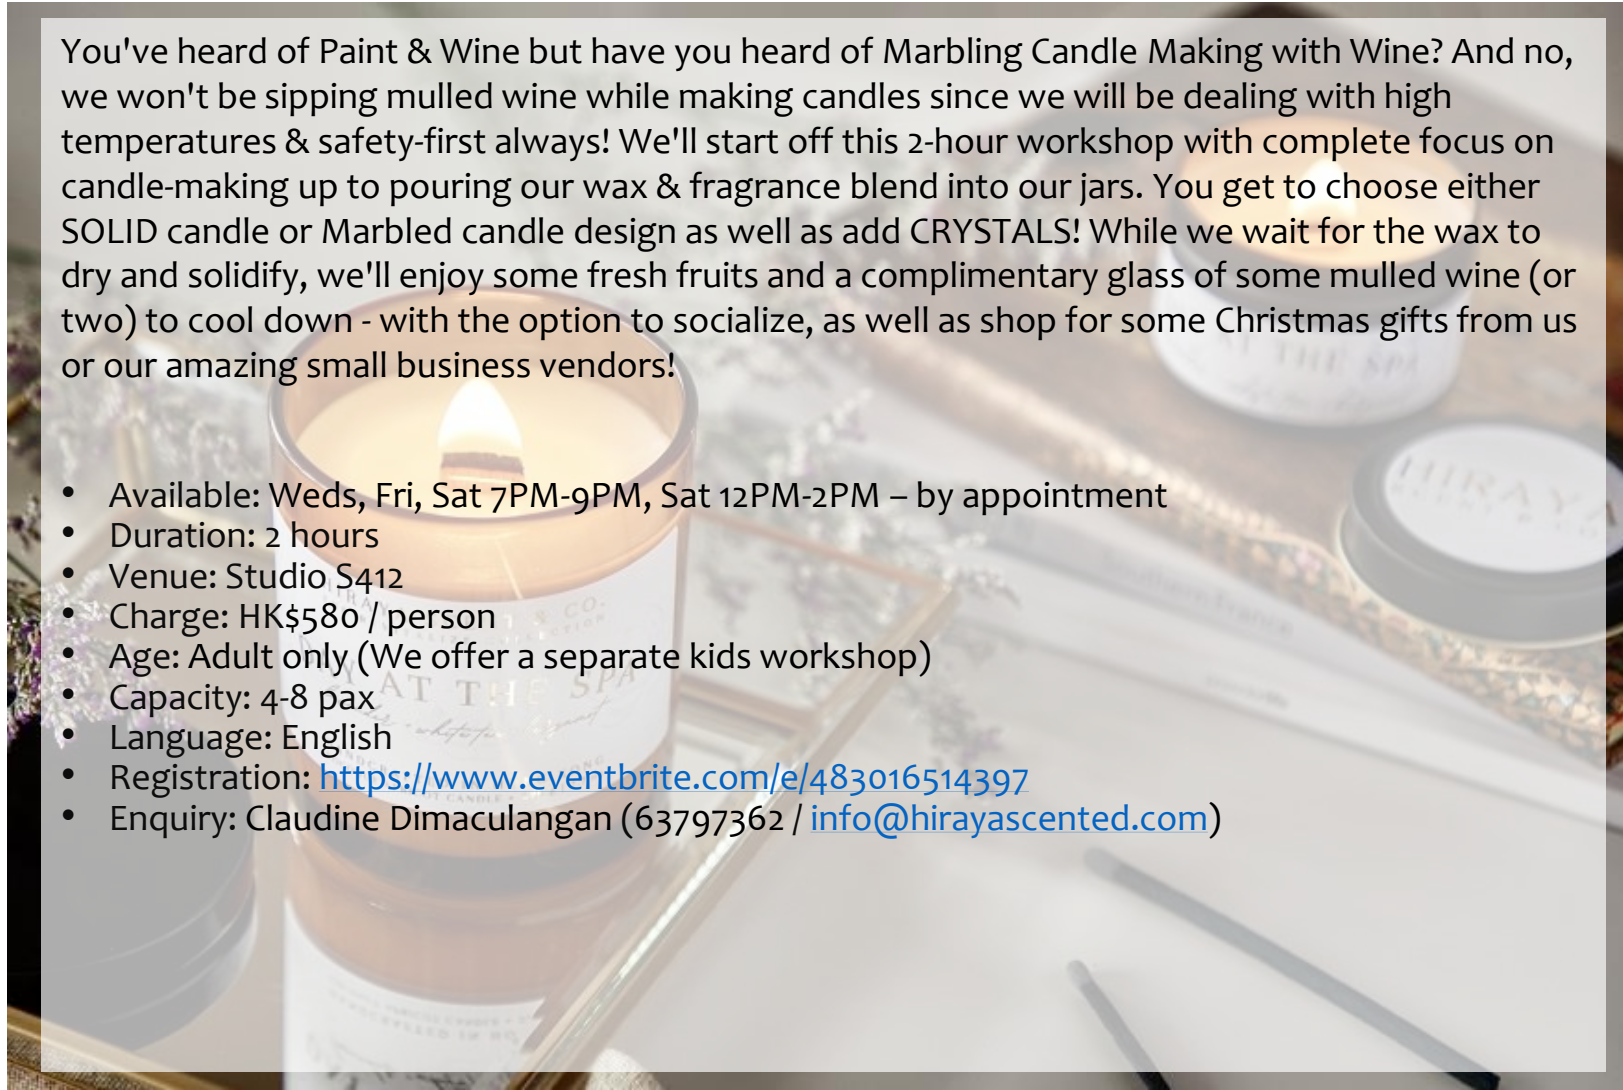 You've heard of Paint & Wine but have you heard of Marbling Candle Making with Wine? And no,
we won't be sipping mulled wine while making candles since we will be dealing with high
temperatures & safety-first always! We'll start off this 2-hour workshop with complete focus on
candle-making up to pouring our wax & fragrance blend into our jars. You get to choose either
SOLID candle or Marbled candle design as well as add CRYSTALS! While we wait for the wax to
dry and solidify, we'll enjoy some fresh fruits and a complimentary glass of some mulled wine (or
two) to cool down - with the option to socialize, as well as shop for some Christmas gifts from us
or our amazing small business vendors!
AT THE SPA
HIRAYA
• Available: Weds, Fri, Sat 7PM-9PM, Sat 12PM-2PM – by appointment
• Duration: 2 hours
• Venue: Studio S412
• Charge: HK$580 / person
• Age: Adult only (We offer a separate kids workshop)
• Capacity: 4-8 pax
• Language: English
• Registration: https://www.eventbrite.com/e/483016514397
• Enquiry: Claudine Dimaculangan (63797362 / info@hirayascented.com)
& CO.
AT THE SPA